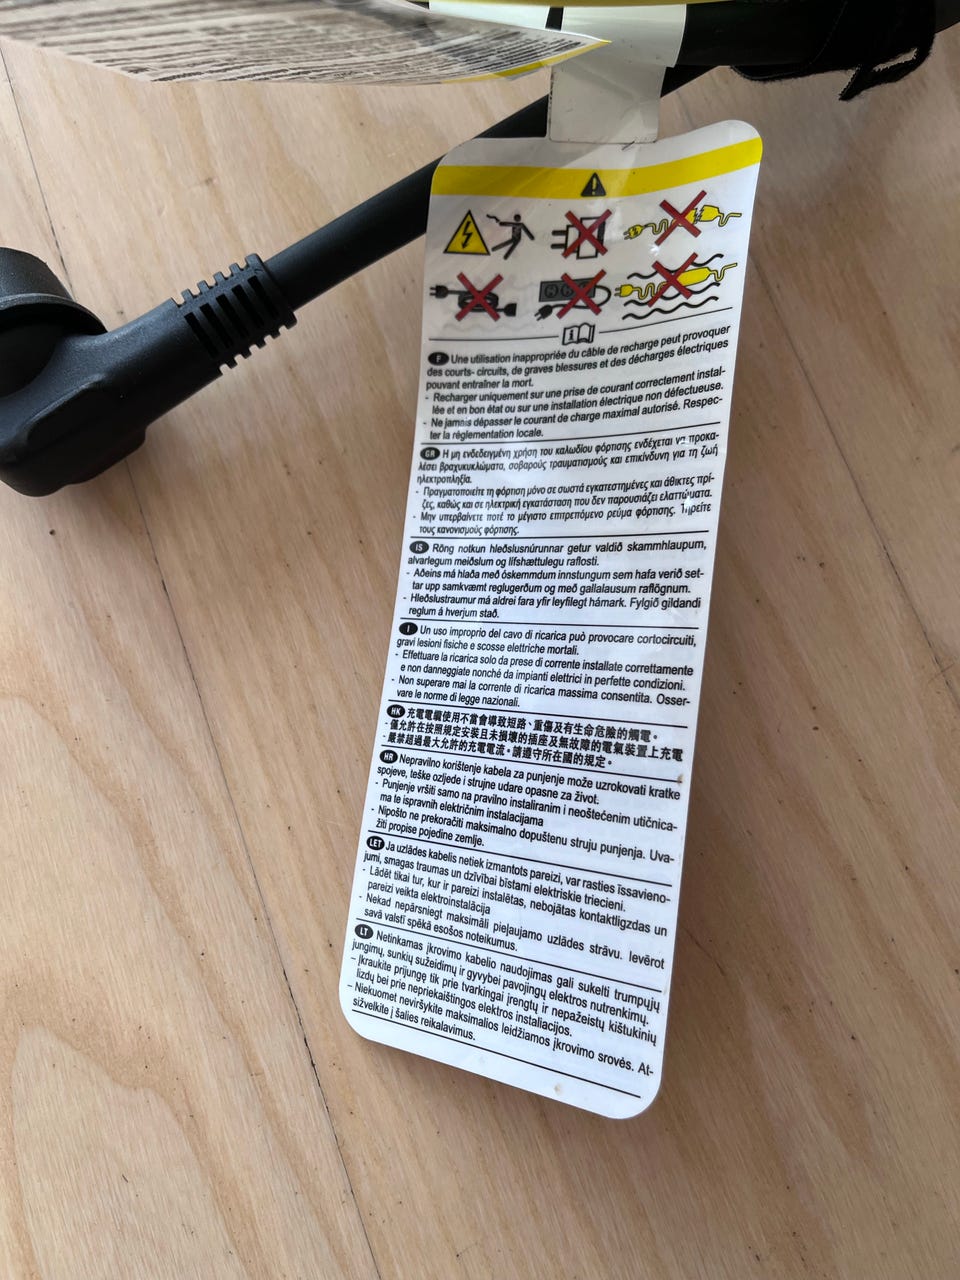 F Une utilisation inappropriée du câble de recharge peut provoquer
des courts- circuits, de graves blessures et des décharges électriques
pouvant entraîner la mort.
- Recharger uniquement sur une prise de courant correctement instal-
lée et en bon état ou sur une installation électrique non défectueuse.
- Ne jamais dépasser le courant de charge maximal autorisé. Respec-
ter la réglementation locale.
GR Η μη ενδεδειγμένη χρήση του καλωδίου φόρτισης ενδέχεται να προκα-
λέσει βραχυκυκλώματα, σοβαρούς τραυματισμούς και επικίνδυνη για τη ζωή
ηλεκτροπληξία.
- Πραγματοποιείτε τη φόρτιση μόνο σε σωστά εγκατεστημένες και άθικτες πρί-
ζες, καθώς και σε ηλεκτρική εγκατάσταση που δεν παρουσιάζει ελαττώματα.
- Μην υπερβαίνετε ποτέ το μέγιστο επιτρεπόμενο ρεύμα φόρτισης.
τους κανονισμούς φόρτισης.
IS Röng notkun hleðslusnúrunnar getur valdið skammhlaupum,
alvarlegum meiðslum og lífshættulegu raflosti.
- Aðeins má hlaða með óskemmdum innstungum sem hafa verið set-
tar upp samkvæmt reglugerðum og með gallalausum raflögnum.
- Hleðslustraumur má aldrei fara yfir leyfilegt hámark. Fylgið gildandi
reglum á hverjum stað.
I Un uso improprio del cavo di ricarica può provocare cortocircuiti,
gravi lesioni fisiche e scosse elettriche mortali.
- Effettuare la ricarica solo da prese di corrente installate correttamente
e non danneggiate nonché da impianti elettrici in perfette condizioni.
- Non superare mai la corrente di ricarica massima consentita. Osser-
vare le norme di legge nazionali.
HK 充電電纜使用不當會導致短路、重傷及有生命危險的觸電。
- 僅允許在按照規定安裝且未損壞的插座及無故障的電氣裝置上充電
- 嚴禁超過最大允許的充電電流。請遵守所在國的規定。
HR Nepravilno korištenje kabela za punjenje može uzrokovati kratke
spojeve, teške ozljede i strujne udare opasne za život.
- Punjenje vršiti samo na pravilno instaliranim i neoštećenim utičnica-
ma te ispravnih električnim instalacijama
- Nipošto ne prekoračiti maksimalno dopuštenu struju punjenja. Uva-
žiti propise pojedine zemlje.
LET Ja uzlādes kabelis netiek izmantots pareizi, var rasties īssavieno-
jumi, smagas traumas un dzīvībai bīstami elektriskie triecieni.
- Lādēt tikai tur, kur ir pareizi instalētas, nebojātas kontaktligzdas un
pareizi veikta elektroinstalācija
- Nekad nepārsniegt maksimāli pieļaujamo uzlādes strāvu. Ievērot
savā valstī spēkā esošos noteikumus.
LT Netinkamas įkrovimo kabelio naudojimas gali sukelti trumpųjų
jungimų, sunkių sužeidimų ir gyvybei pavojingų elektros nutrenkimų.
– Įkraukite prijungę tik prie tvarkingai įrengtų ir nepažeistų kištukinių
lizdų bei prie nepriekaištingos elektros instaliacijos.
– Niekuomet neviršykite maksimalios leidžiamos įkrovimo srovės. At-
sižvelkite į šalies reikalavimus.